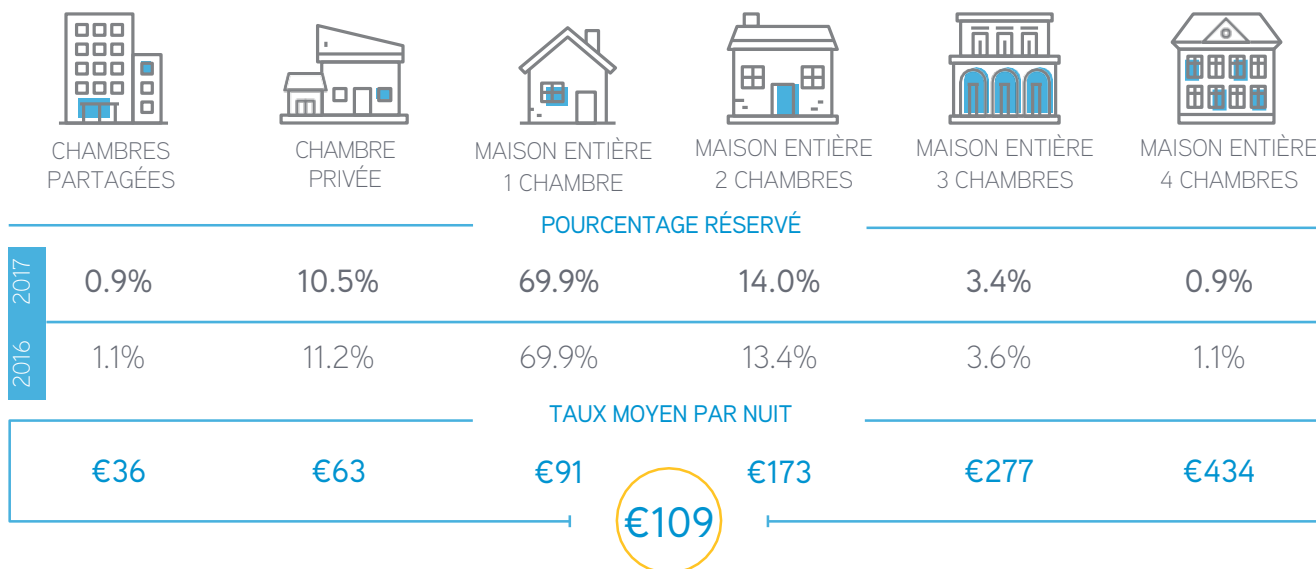 CHAMBRES
PARTAGÉES
CHAMBRE
PRIVÉE
MAISON ENTIÈRE
1 CHAMBRE
MAISON ENTIÈRE
2 CHAMBRES
MAISON ENTIÈRE
3 CHAMBRES
MAISON ENTIÈRE
4 CHAMBRES
POURCENTAGE RÉSERVÉ
2017 0.9% 10.5% 69.9% 14.0% 3.4% 0.9%
2016 1.1% 11.2% 69.9% 13.4% 3.6% 1.1%
TAUX MOYEN PAR NUIT
€36 €63 €91 €173 €277 €434
€109